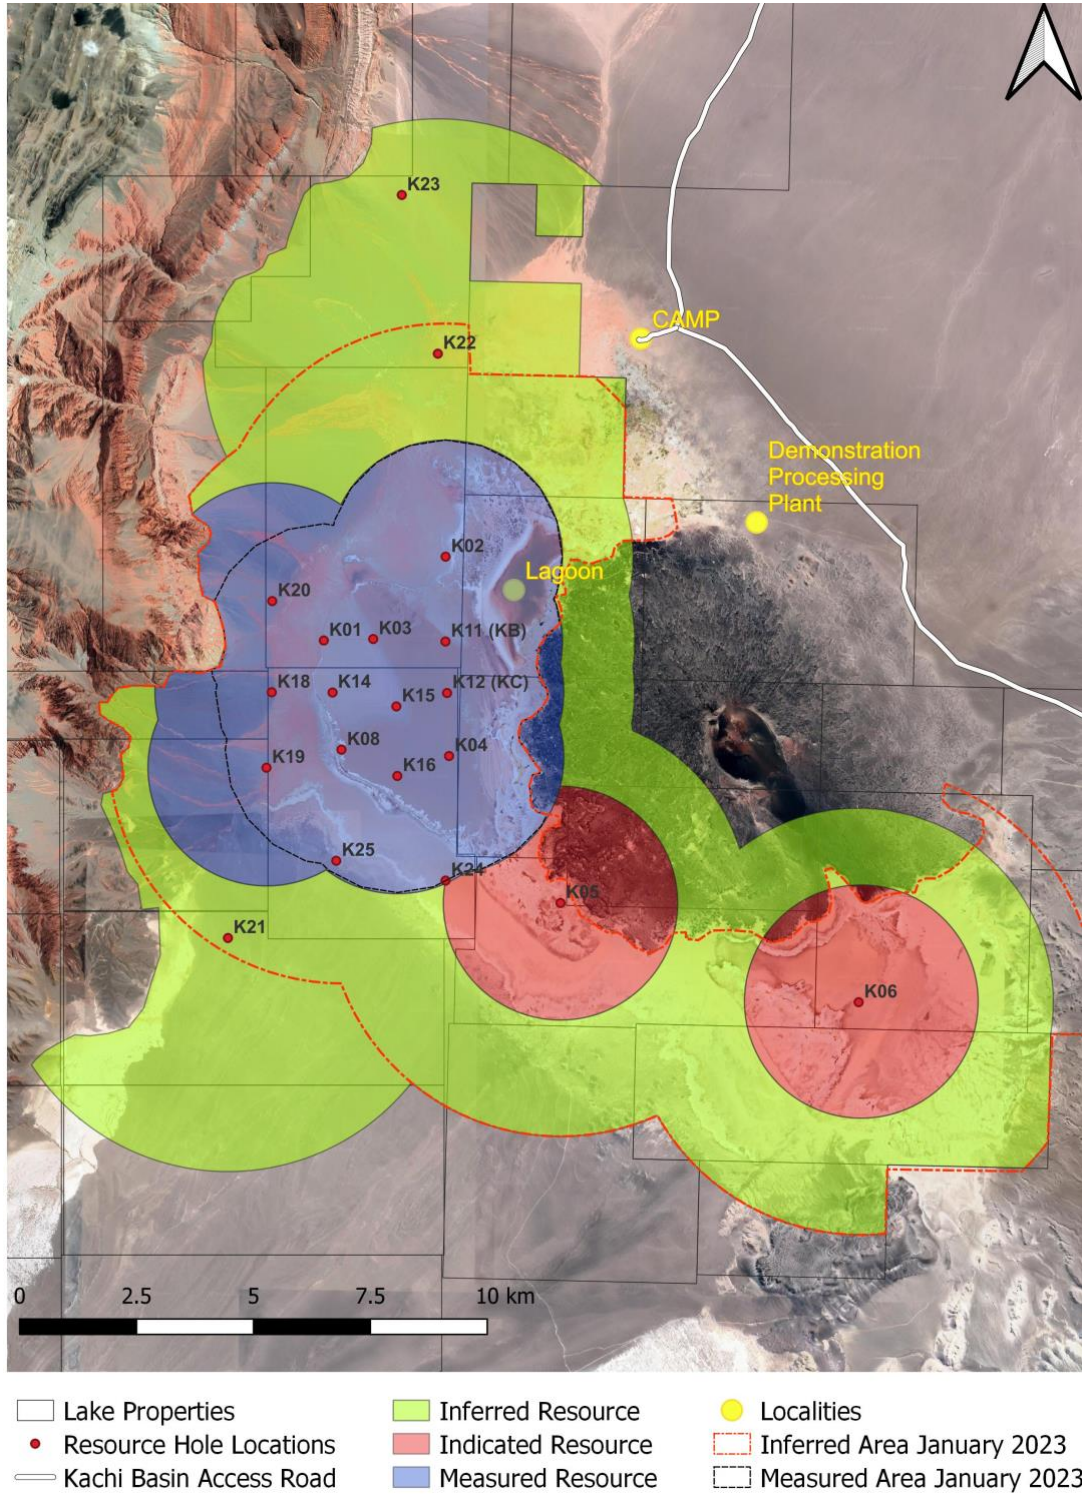 K23
CAMP
K22
Demonstration
Processing
Plant
K02
Lagoon
K20
K01
K03
K11 (KB)
K18
K14
K15
K12 (KC)
K08
K04
K19
K16
K25
K24
K05
K21
K06
0 2.5 5 7.5 10 km
Lake Properties
Inferred Resource
Localities
Resource Hole Locations
Indicated Resource
Inferred Area January 2023
Kachi Basin Access Road
Measured Resource
Measured Area January 2023